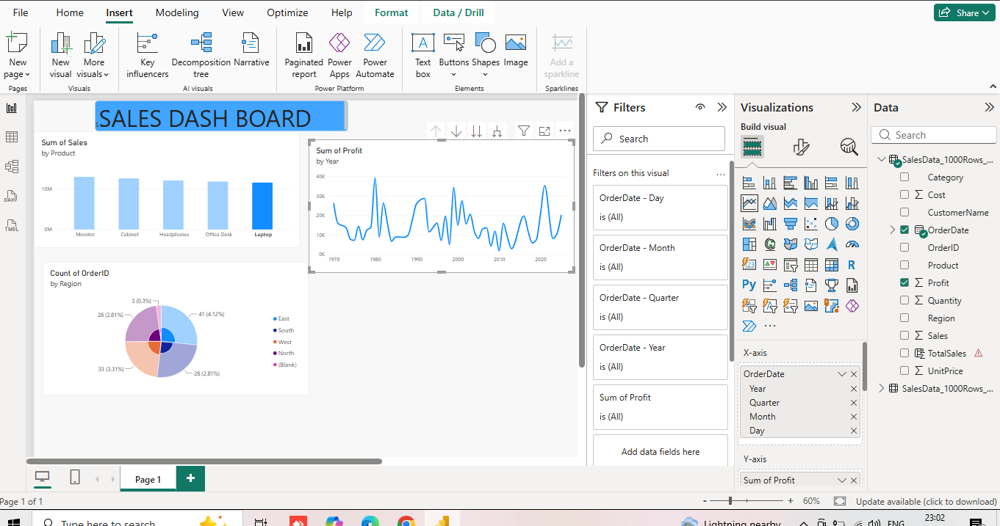 File Home Insert Modeling View Optimize Help Format Data / Drill Share
New page
New visual
More visuals
Key influencers
Decomposition tree
Narrative
Paginated report
Power Apps
Power Automate
Text box
Buttons
Shapes
Image
Add a sparkline
Pages Visuals AI visuals Power Platform Elements Sparklines
SALES DASH BOARD
Sum of Sales
by Product
10M
0M
Monitor Cabinet Headphones Office Desk Laptop
Sum of Profit
by Year
40K
30K
20K
10K
0K
1970 1980 1990 2000 2010 2020
Count of OrderID
by Region
3 (0.3%)
28 (2.81%)
41 (4.12%)
33 (3.31%)
28 (2.81%)
East
South
West
North
(Blank)
Filters
Search
Filters on this visual
OrderDate - Day
is (All)
OrderDate - Month
is (All)
OrderDate - Quarter
is (All)
OrderDate - Year
is (All)
Sum of Profit
is (All)
Add data fields here
Visualizations
Build visual
123
R
Py
X-axis
OrderDate
Year
Quarter
Month
Day
Y-axis
Sum of Profit
Data
Search
SalesData_1000Rows_...
Category
Cost
CustomerName
OrderDate
OrderID
Product
Profit
Quantity
Region
Sales
TotalSales
UnitPrice
SalesData_1000Rows_...
DAX
TMDL
Page 1
Page 1 of 1
- + 60% Update available (click to download)
Type here to search
Lightning nearby
ENG
23:02